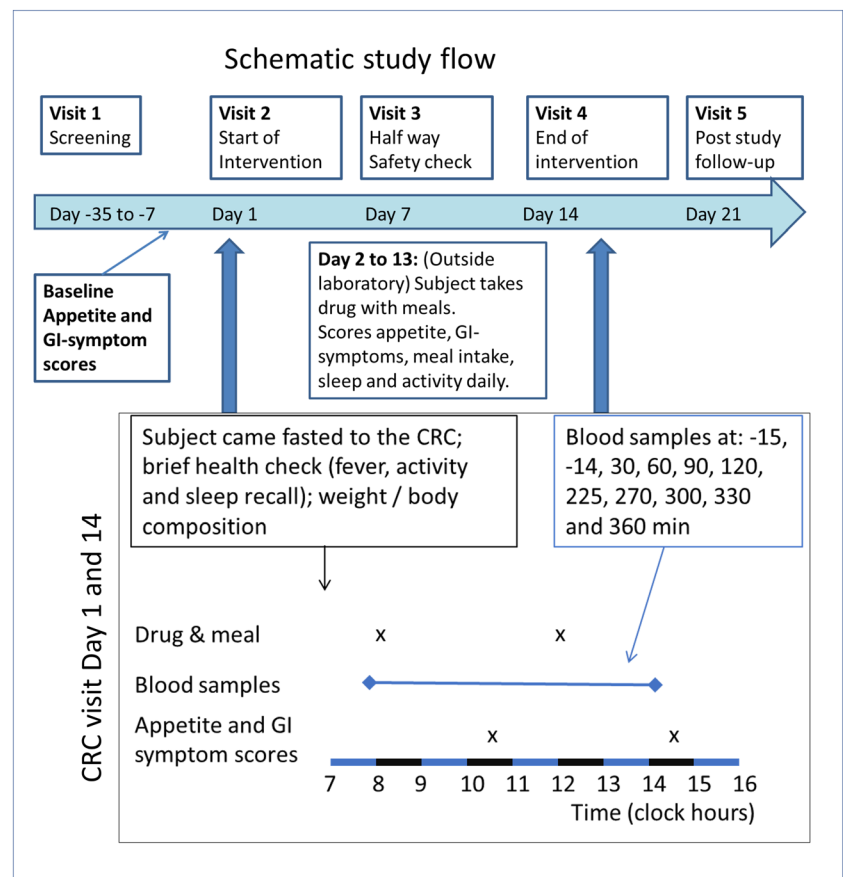 Schematic study flow
Visit 1
Screening
Visit 2
Start of
Intervention
Visit 3
Half way
Safety check
Visit 4
End of
intervention
Visit 5
Post study
follow-up
Day -35 to -7
Day 1
Day 7
Day 14
Day 21
Baseline
Appetite and
GI-symptom
scores
Day 2 to 13: (Outside
laboratory) Subject takes
drug with meals.
Scores appetite, GI-
symptoms, meal intake,
sleep and activity daily.
CRC visit Day 1 and 14
Subject came fasted to the CRC;
brief health check (fever, activity
and sleep recall); weight / body
composition
Blood samples at: -15,
-14, 30, 60, 90, 120,
225, 270, 300, 330
and 360 min
Drug & meal
x x
Blood samples
Appetite and GI
symptom scores
x x
7 8 9 10 11 12 13 14 15 16
Time (clock hours)